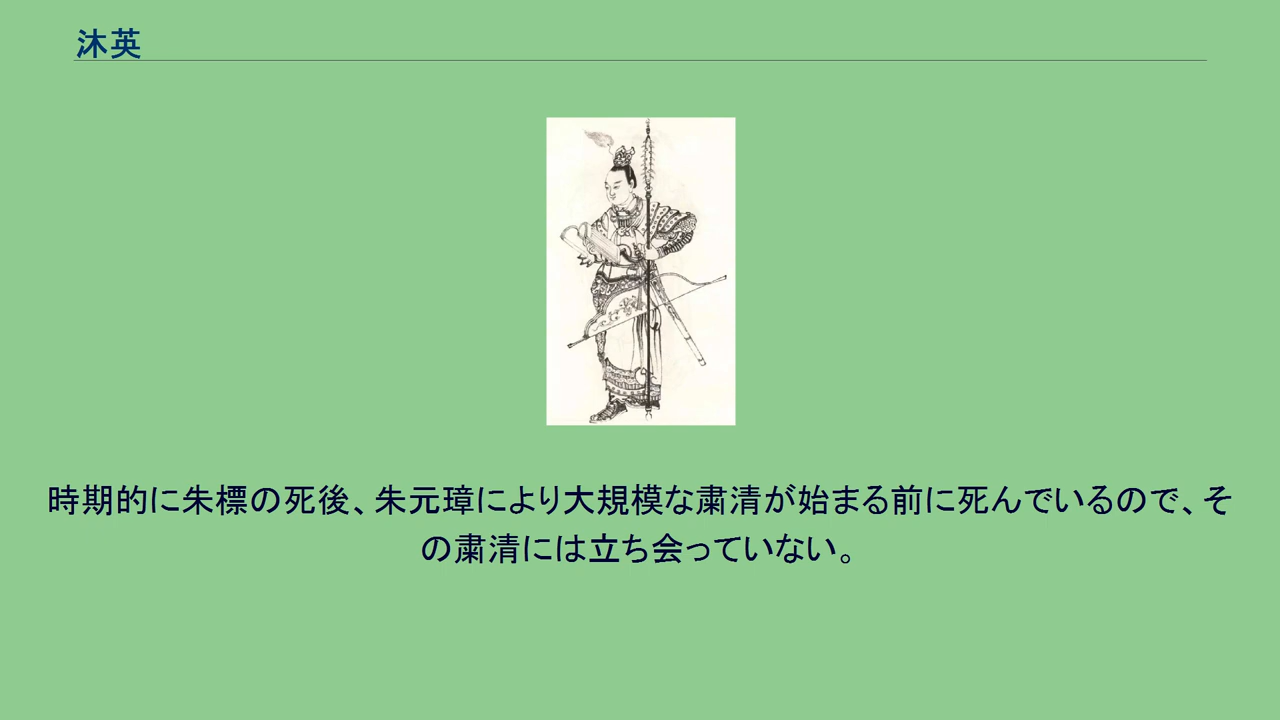 沐英
時期的に朱標の死後、朱元璋により大規模な粛清が始まる前に死んでいるので、そ
の粛清には立ち会っていない。